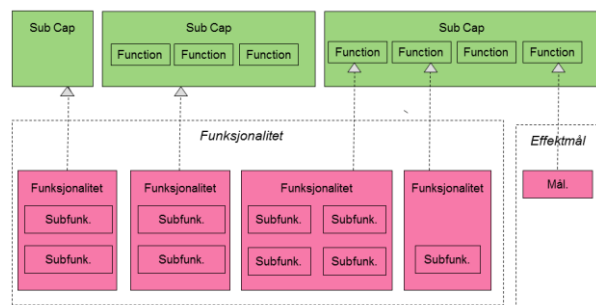 Sub Cap
Sub Cap
Function Function Function
Sub Cap
Function Function Function Function
Funksjonalitet
Effektmål
Funksjonalitet
Subfunk.
Subfunk.
Funksjonalitet
Subfunk.
Subfunk.
Funksjonalitet
Subfunk. Subfunk.
Subfunk. Subfunk.
Funksjonalitet
Subfunk.
Mål.